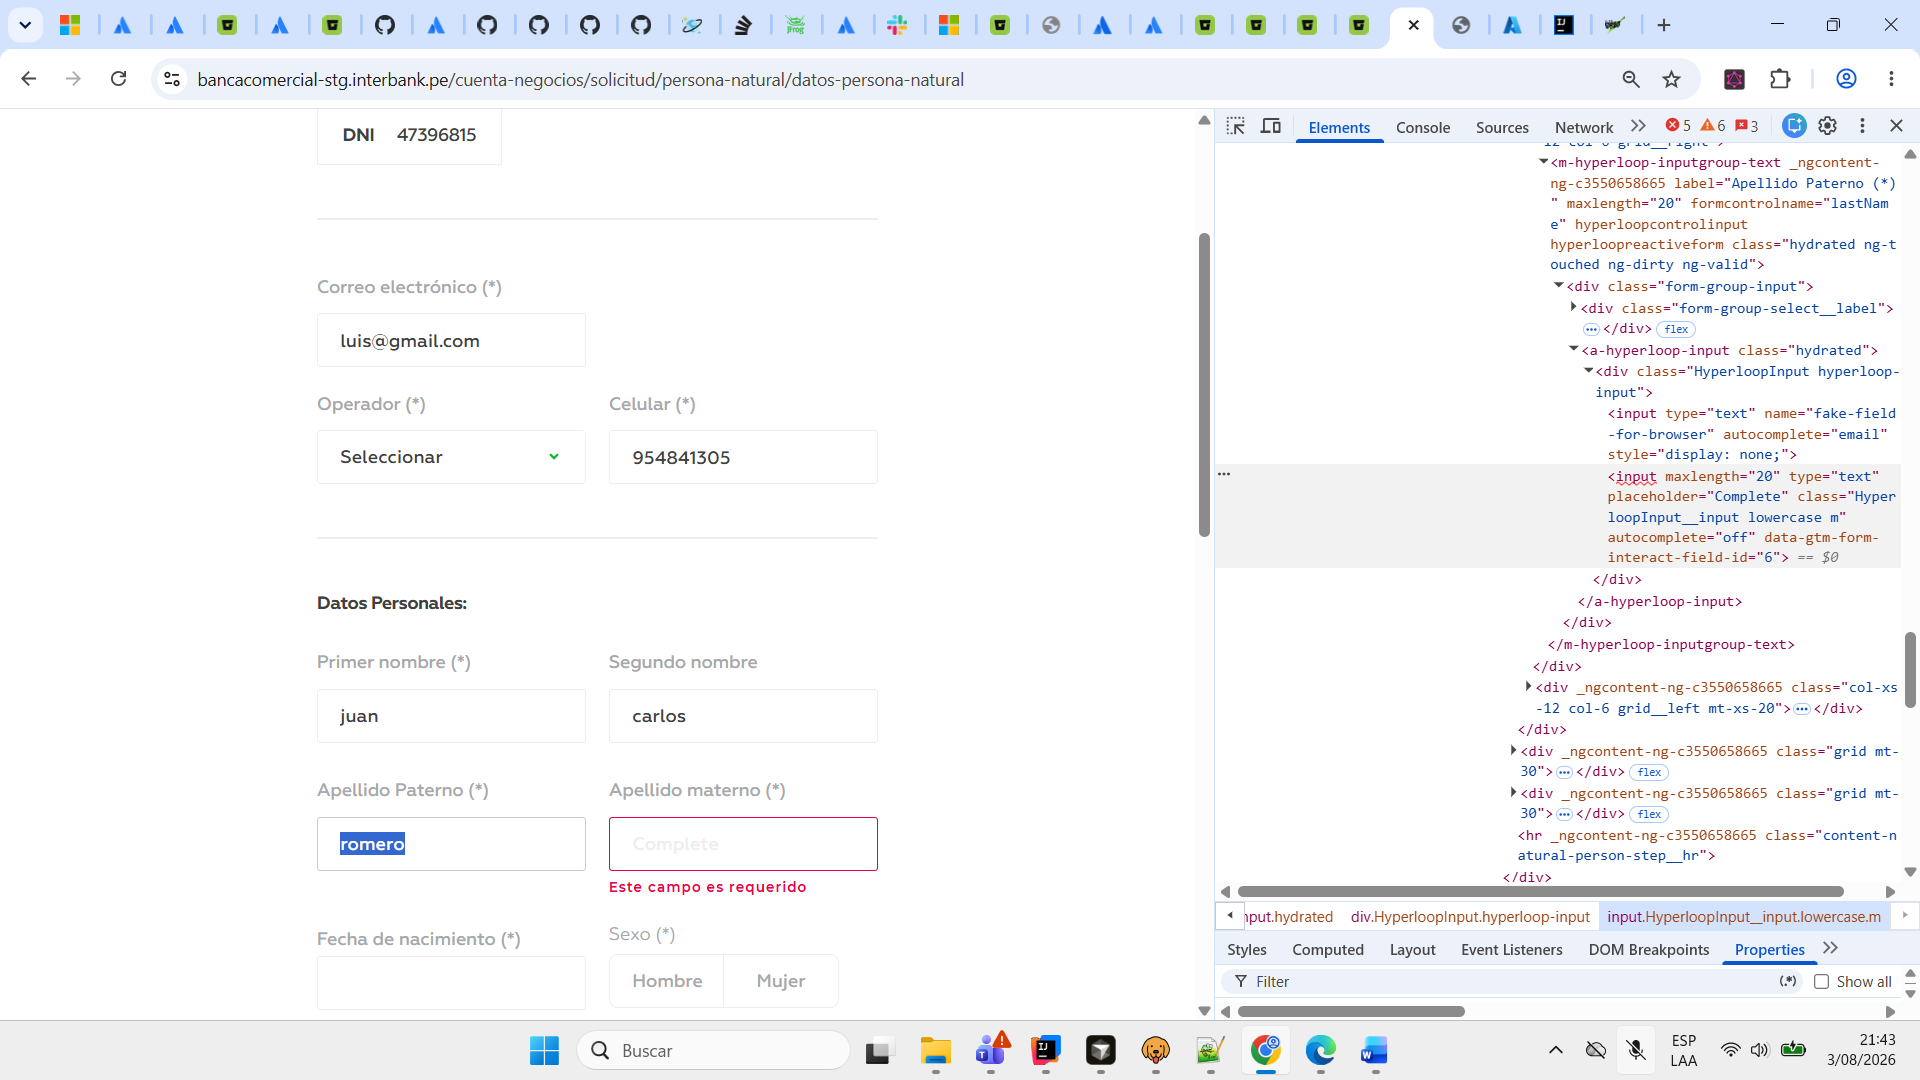 bancacomercial-stg.interbank.pe/cuenta-negocios/solicitud/persona-natural/datos-persona-natural
DNI 47396815
Correo electrónico (*)
luis@gmail.com
Operador (*) Celular (*)
Seleccionar 954841305
Datos Personales:
Primer nombre (*) Segundo nombre
juan carlos
Apellido Paterno (*) Apellido materno (*)
romero Complete
Este campo es requerido
Fecha de nacimiento (*) Sexo (*)
Hombre Mujer
Elements Console Sources Network 5 6 3
12 col-6 grid__right">
<m-hyperloop-inputgroup-text _ngcontent-
ng-c3550658665 label="Apellido Paterno (*)
" maxlength="20" formcontrolname="lastNam
e" hyperloopcontrolinput
hyperloopreactiveform class="hydrated ng-t
ouched ng-dirty ng-valid">
<div class="form-group-input">
<div class="form-group-select__label">
</div> flex
<a-hyperloop-input class="hydrated">
<div class="HyperloopInput hyperloop-
input">
<input type="text" name="fake-field
-for-browser" autocomplete="email"
style="display: none;">
<input maxlength="20" type="text"
placeholder="Complete" class="Hyper
loopInput__input lowercase m"
autocomplete="off" data-gtm-form-
interact-field-id="6"> == $0
</div>
</a-hyperloop-input>
</div>
</m-hyperloop-inputgroup-text>
</div>
<div _ngcontent-ng-c3550658665 class="col-xs
-12 col-6 grid__left mt-xs-20"> </div>
</div>
<div _ngcontent-ng-c3550658665 class="grid mt-
30"> </div> flex
<div _ngcontent-ng-c3550658665 class="grid mt-
30"> </div> flex
<hr _ngcontent-ng-c3550658665 class="content-n
atural-person-step__hr">
</div>
nput.hydrated div.HyperloopInput.hyperloop-input input.HyperloopInput__input.lowercase.m
Styles Computed Layout Event Listeners DOM Breakpoints Properties
Filter (.*) Show all
Buscar
ESP
LAA
21:43
3/08/2026